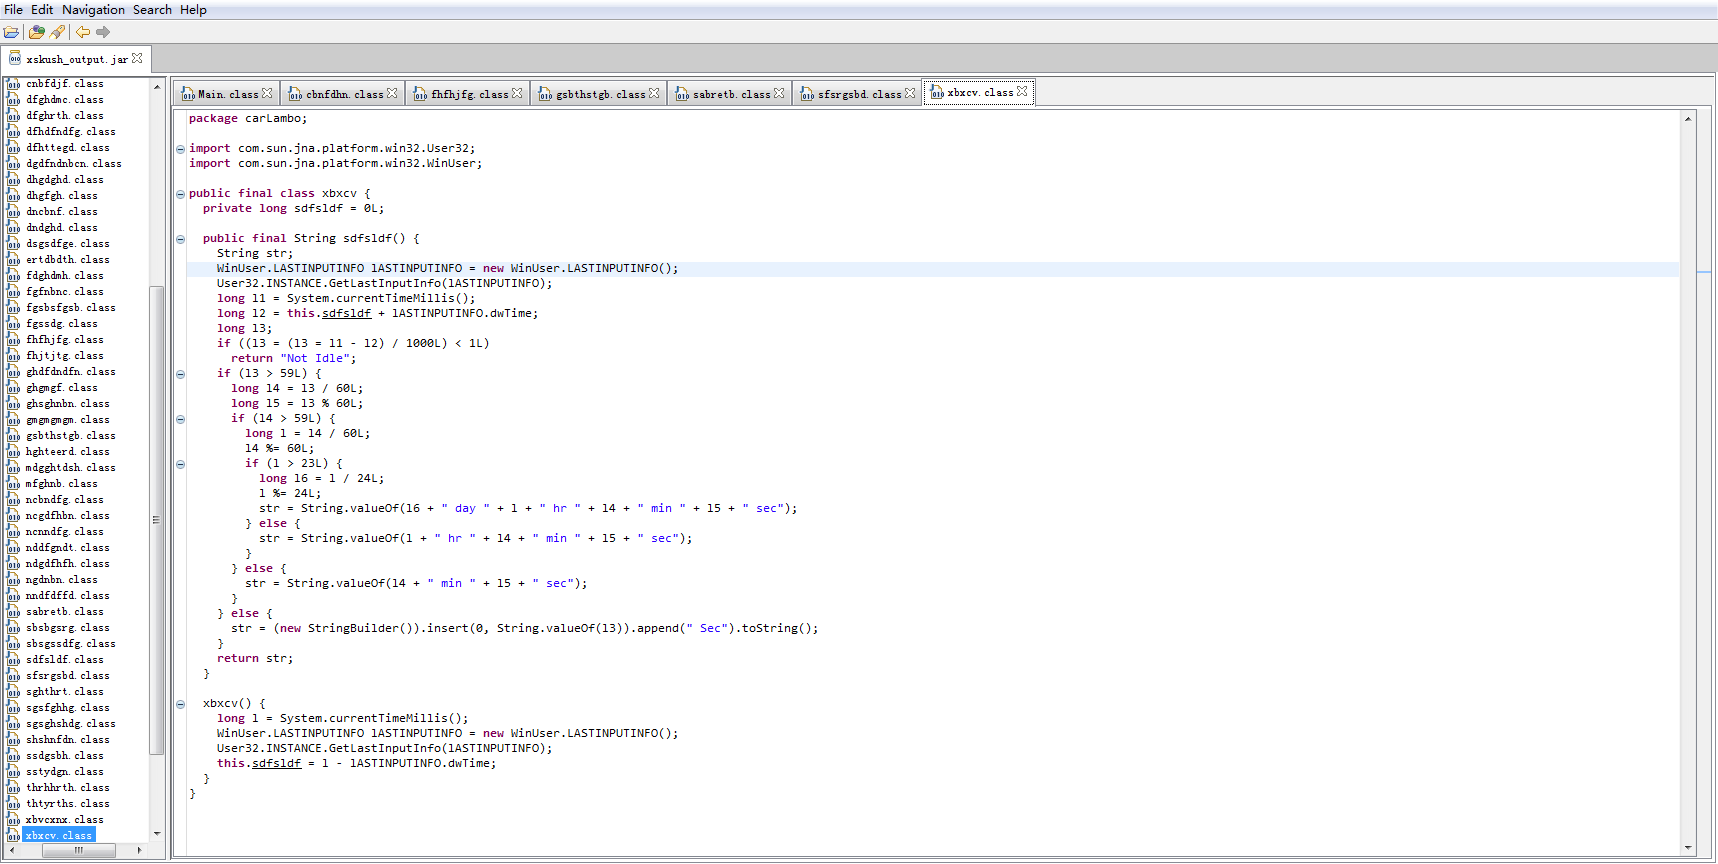 File Edit Navigation Search Help
xskush_output.jar
cnbfdjf.class
dfghdmc.class
dfghrth.class
dfhdfndfg.class
dfhttegd.class
dgdfndnbcn.class
dhgdghd.class
dhgfgh.class
dncbnf.class
dndghd.class
dsgsdfge.class
ertdbdth.class
fdghdmh.class
fgfnbnc.class
fgsbsfgsb.class
fgssdg.class
fhfhjfg.class
fhjtjtg.class
ghdfdndfn.class
ghgmgf.class
ghsghnbn.class
gmgmgmgm.class
gsbthstgb.class
hghteerd.class
mdgghtdsh.class
mfghnb.class
ncbndfg.class
ncgdfhbn.class
ncnndfg.class
nddfgndt.class
ndgdfhfh.class
ngdnbn.class
nndfdffd.class
sabretb.class
sbsbgsrg.class
sbsgssdfg.class
sdfsldf.class
sfsrgsbd.class
sghthrt.class
sgsfghhg.class
sgsghshdg.class
shshnfdn.class
ssdgsbh.class
sstydgn.class
thrhhrth.class
thtyrths.class
xbvcxnx.class
xbxcv.class
Main.class cbnfdhn.class fhfhjfg.class gsbthstgb.class sabretb.class sfsrgsbd.class xbxcv.class
package carLambo;
import com.sun.jna.platform.win32.User32;
import com.sun.jna.platform.win32.WinUser;
public final class xbxcv {
private long sdfsldf = 0L;
public final String sdfsldf() {
String str;
WinUser.LASTINPUTINFO lASTINPUTINFO = new WinUser.LASTINPUTINFO();
User32.INSTANCE.GetLastInputInfo(lASTINPUTINFO);
long l1 = System.currentTimeMillis();
long l2 = this.sdfsldf + lASTINPUTINFO.dwTime;
long l3;
if ((l3 = (l3 = l1 - l2) / 1000L) < 1L)
return "Not Idle";
if (l3 > 59L) {
long l4 = l3 / 60L;
long l5 = l3 % 60L;
if (l4 > 59L) {
long l = l4 / 60L;
l4 %= 60L;
if (l > 23L) {
long l6 = l / 24L;
l %= 24L;
str = String.valueOf(l6 + " day " + l + " hr " + l4 + " min " + l5 + " sec");
} else {
str = String.valueOf(l + " hr " + l4 + " min " + l5 + " sec");
}
} else {
str = String.valueOf(l4 + " min " + l5 + " sec");
}
} else {
str = (new StringBuilder()).insert(0, String.valueOf(l3)).append(" Sec").toString();
}
return str;
}
xbxcv() {
long l = System.currentTimeMillis();
WinUser.LASTINPUTINFO lASTINPUTINFO = new WinUser.LASTINPUTINFO();
User32.INSTANCE.GetLastInputInfo(lASTINPUTINFO);
this.sdfsldf = l - lASTINPUTINFO.dwTime;
}
}